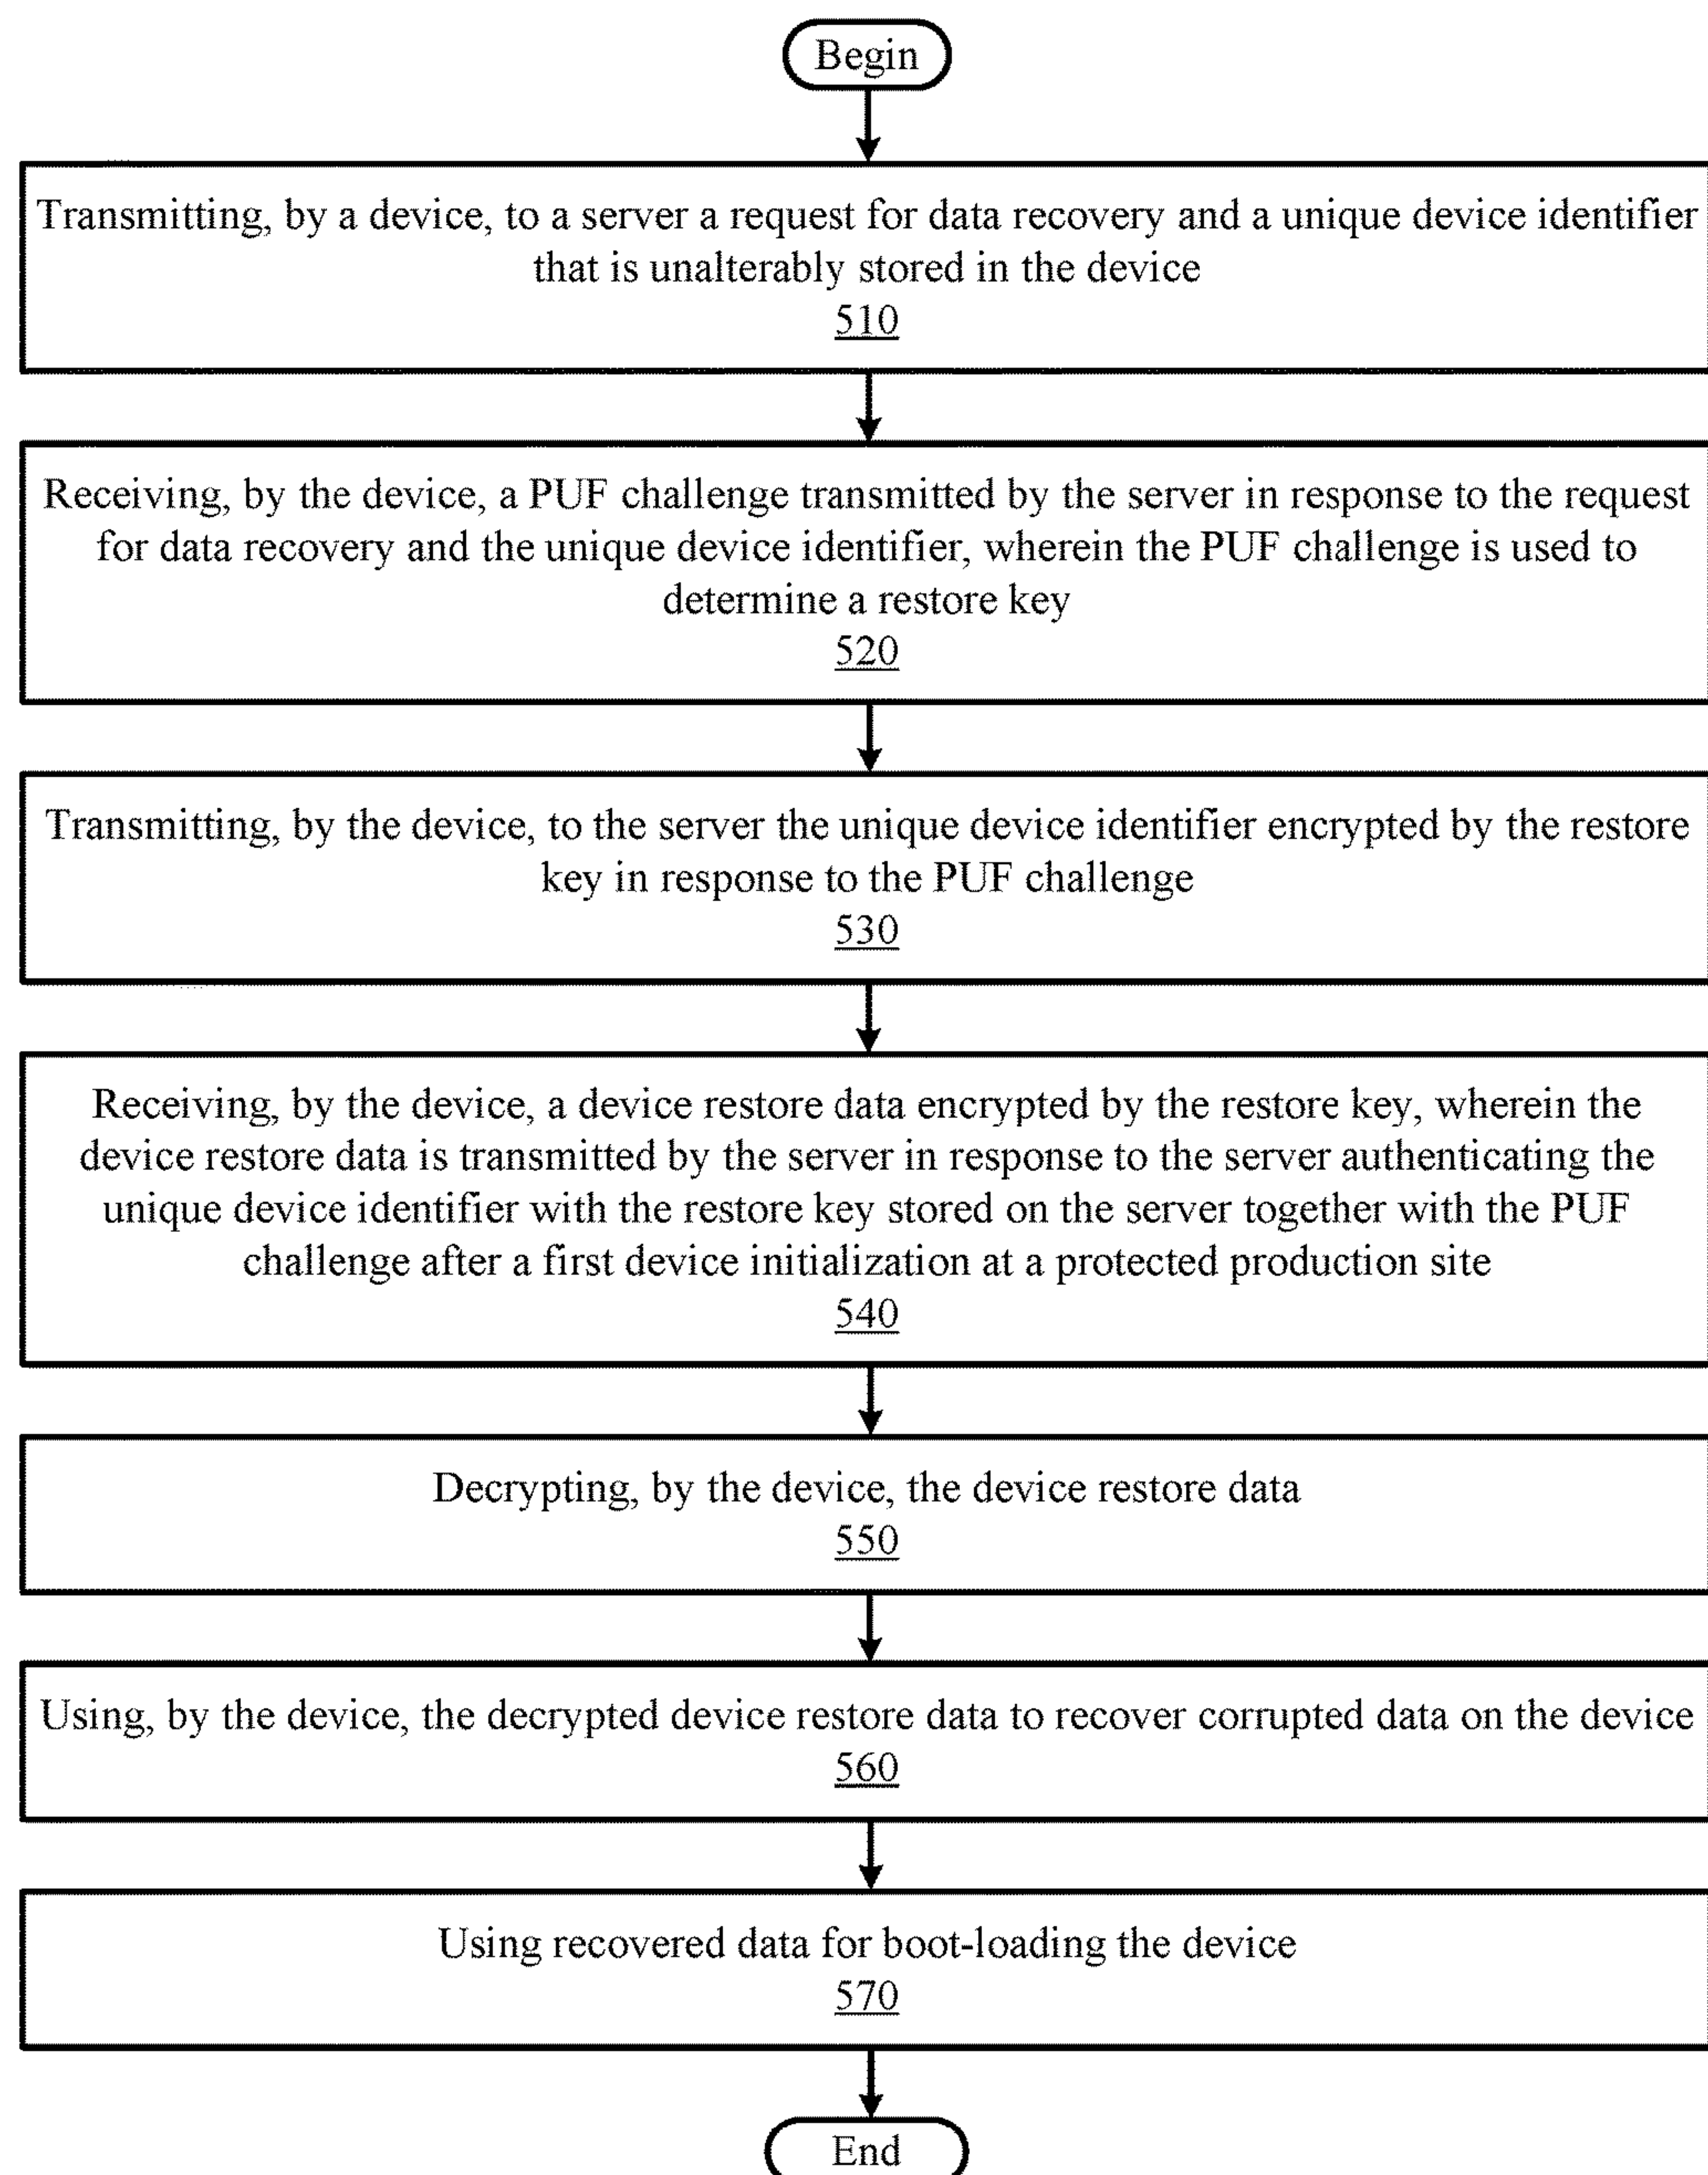 Begin
Transmitting, by a device, to a server a request for data recovery and a unique device identifier
that is unalterably stored in the device
510
Receiving, by the device, a PUF challenge transmitted by the server in response to the request
for data recovery and the unique device identifier, wherein the PUF challenge is used to
determine a restore key
520
Transmitting, by the device, to the server the unique device identifier encrypted by the restore
key in response to the PUF challenge
530
Receiving, by the device, a device restore data encrypted by the restore key, wherein the
device restore data is transmitted by the server in response to the server authenticating the
unique device identifier with the restore key stored on the server together with the PUF
challenge after a first device initialization at a protected production site
540
Decrypting, by the device, the device restore data
550
Using, by the device, the decrypted device restore data to recover corrupted data on the device
560
Using recovered data for boot-loading the device
570
End